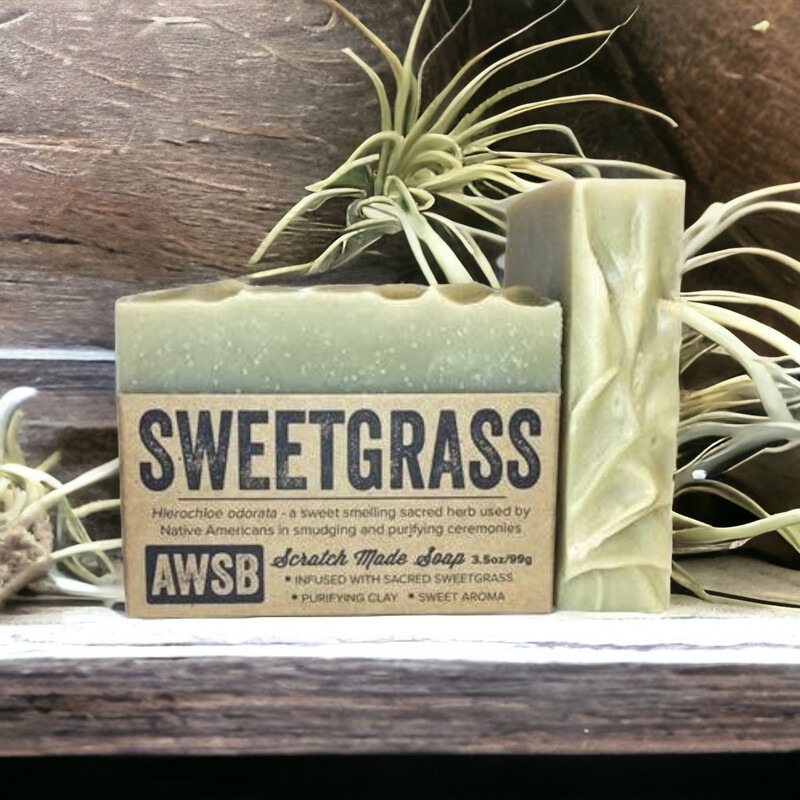 SWEETGRASS
Hierochloe odorata - a sweet smelling sacred herb used by
Native Americans in smudging and purifying ceremonies
AWSB Scratch Made Soap 3.5oz/99g
• INFUSED WITH SACRED SWEETGRASS
• PURIFYING CLAY • SWEET AROMA